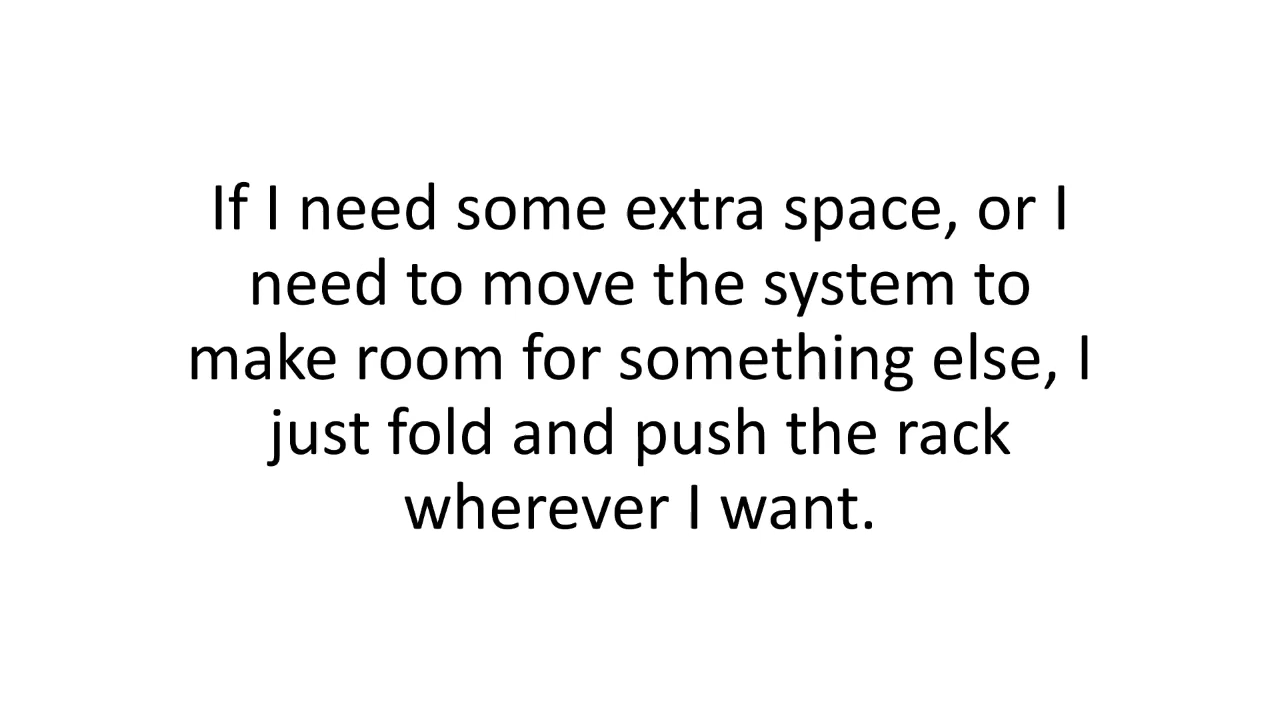 If I need some extra space, or I
need to move the system to
make room for something else, I
just fold and push the rack
wherever I want.